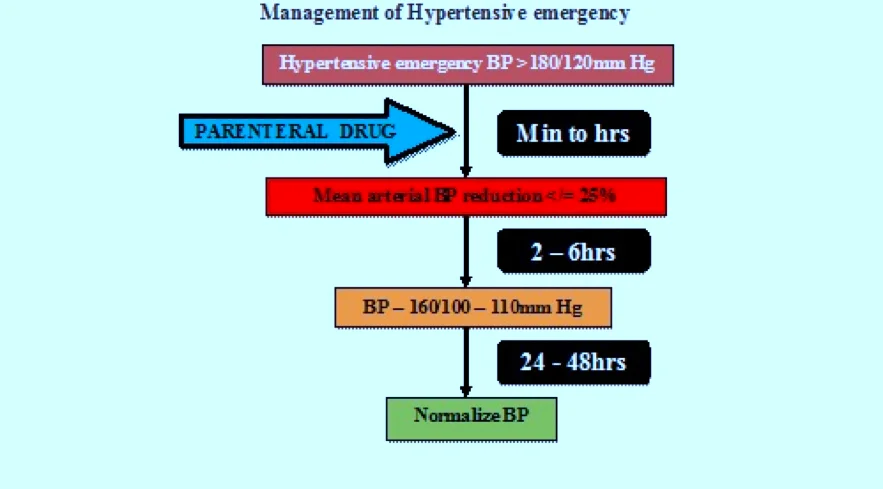 Management of Hypertensive emergency
Hypertensive emergency BP >180/120mm Hg
PARENTERAL DRUG
Min to hrs
Mean arterial BP reduction </= 25%
2 – 6hrs
BP – 160/100 – 110mm Hg
24 - 48hrs
Normalize BP